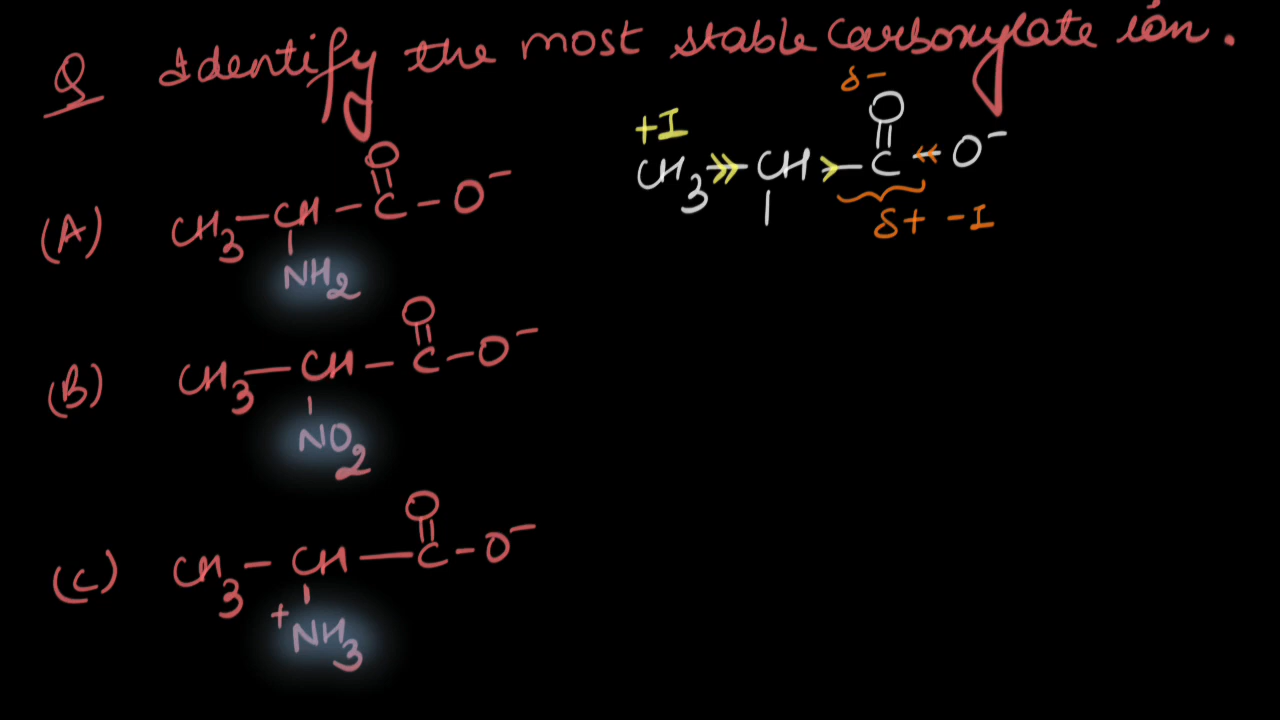 Q Identify the most stable carboxylate ion.
δ-
O
+I
CH3 CH C O-
δ+ -I
O
(A) CH3-CH-C-O-
NH2
O
(B) CH3-CH-C-O-
NO2
O
(C) CH3-CH-C-O-
+NH3